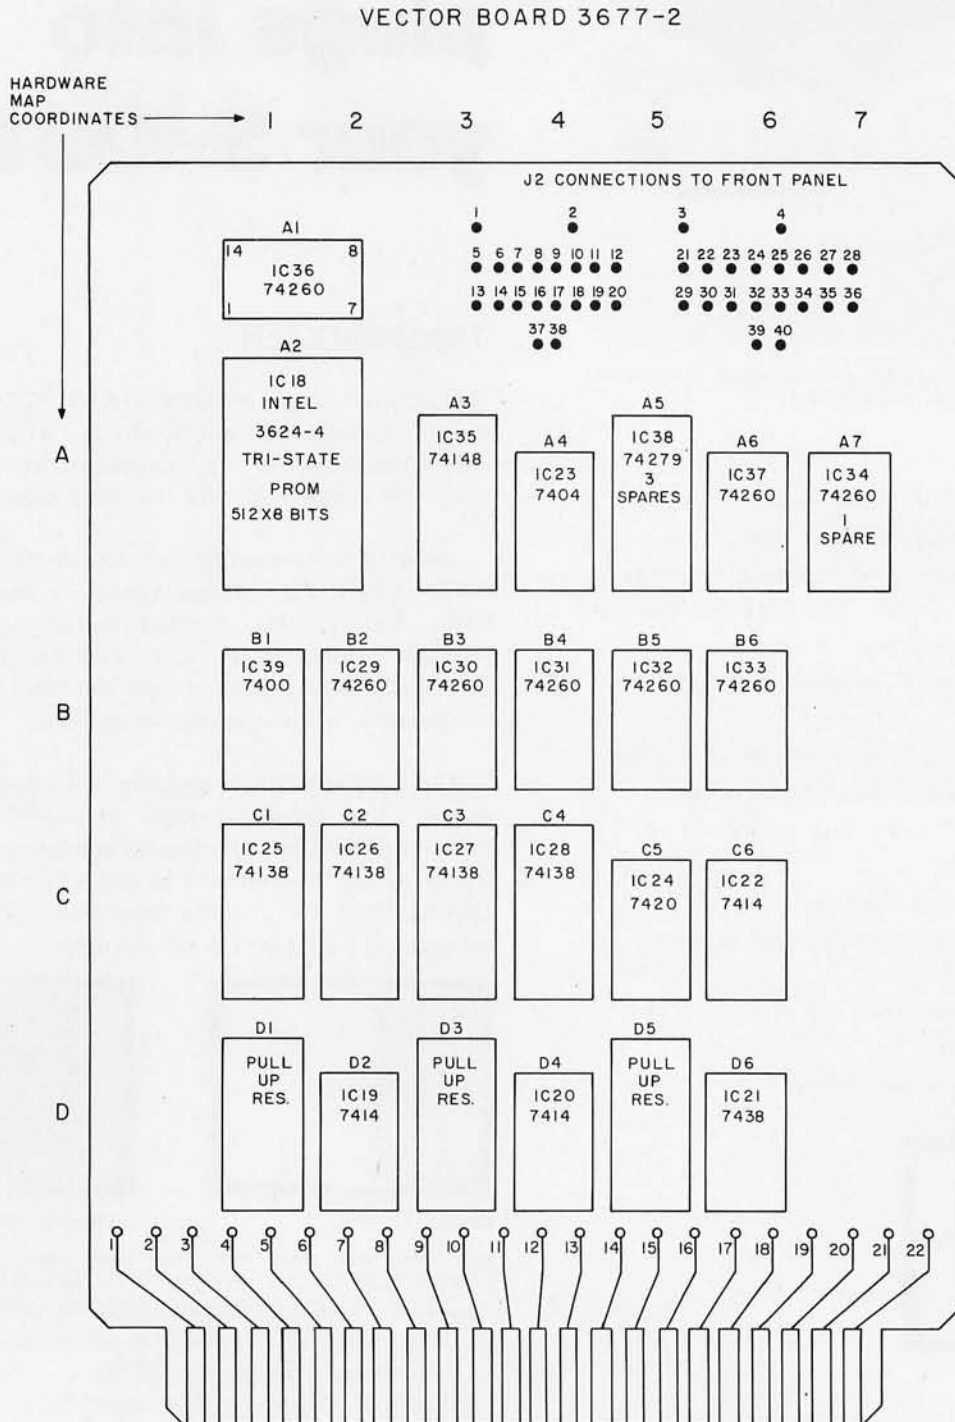 VECTOR BOARD 3677-2
HARDWARE
MAP
COORDINATES
1 2 3 4 5 6 7
J2 CONNECTIONS TO FRONT PANEL
1 2 3 4
5 6 7 8 9 10 11 12 21 22 23 24 25 26 27 28
13 14 15 16 17 18 19 20 29 30 31 32 33 34 35 36
37 38 39 40
A1
14 8
IC36
74260
1 7
A2
IC18
INTEL
3624-4
TRI-STATE
PROM
512X8 BITS
A
A3
IC35
74148
A4
IC23
7404
A5
IC38
74279
3
SPARES
A6
IC37
74260
A7
IC34
74260
1
SPARE
B
B1
IC39
7400
B2
IC29
74260
B3
IC30
74260
B4
IC31
74260
B5
IC32
74260
B6
IC33
74260
C
C1
IC25
74138
C2
IC26
74138
C3
IC27
74138
C4
IC28
74138
C5
IC24
7420
C6
IC22
7414
D
D1
PULL
UP
RES.
D2
IC19
7414
D3
PULL
UP
RES.
D4
IC20
7414
D5
PULL
UP
RES.
D6
IC21
7438
1 2 3 4 5 6 7 8 9 10 11 12 13 14 15 16 17 18 19 20 21 22